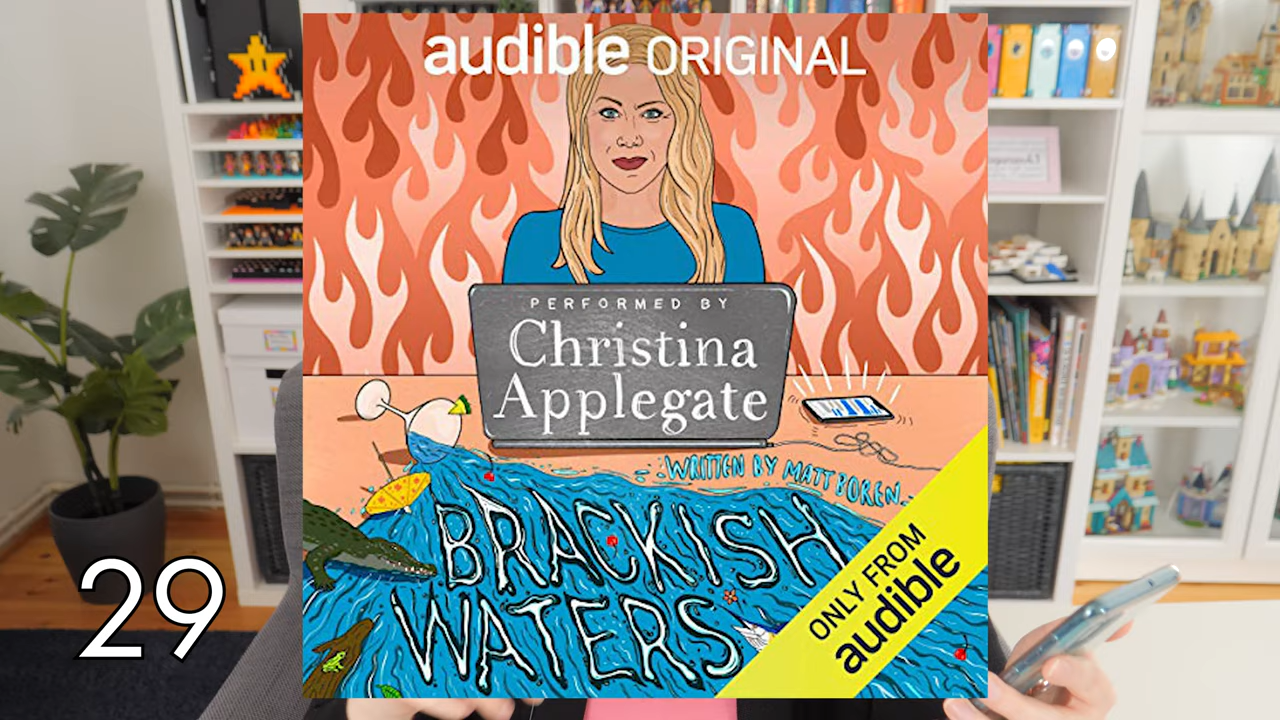 audible ORIGINAL
PERFORMED BY
Christina
Applegate
WRITTEN BY MATT BOREN
BRACKISH
WATERS
ONLY FROM
audible
29